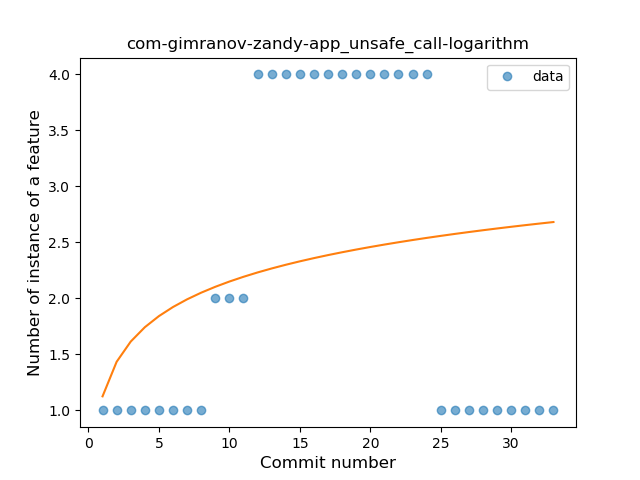 com-gimranov-zandy-app_unsafe_call-logarithm
data
4.0
3.5
3.0
2.5
2.0
1.5
1.0
Number of instance of a feature
0 5 10 15 20 25 30
Commit number